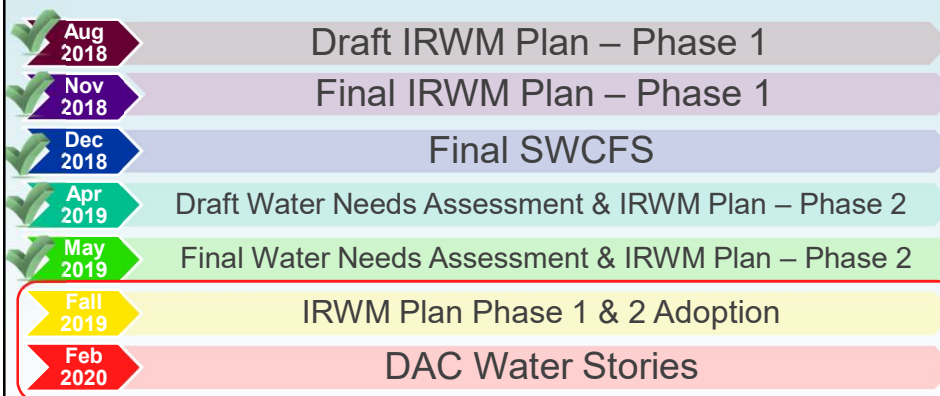 Aug
2018
Draft IRWM Plan – Phase 1
Nov
2018
Final IRWM Plan – Phase 1
Dec
2018
Final SWCFS
Apr
2019
Draft Water Needs Assessment & IRWM Plan – Phase 2
May
2019
Final Water Needs Assessment & IRWM Plan – Phase 2
Fall
2019
IRWM Plan Phase 1 & 2 Adoption
Feb
2020
DAC Water Stories